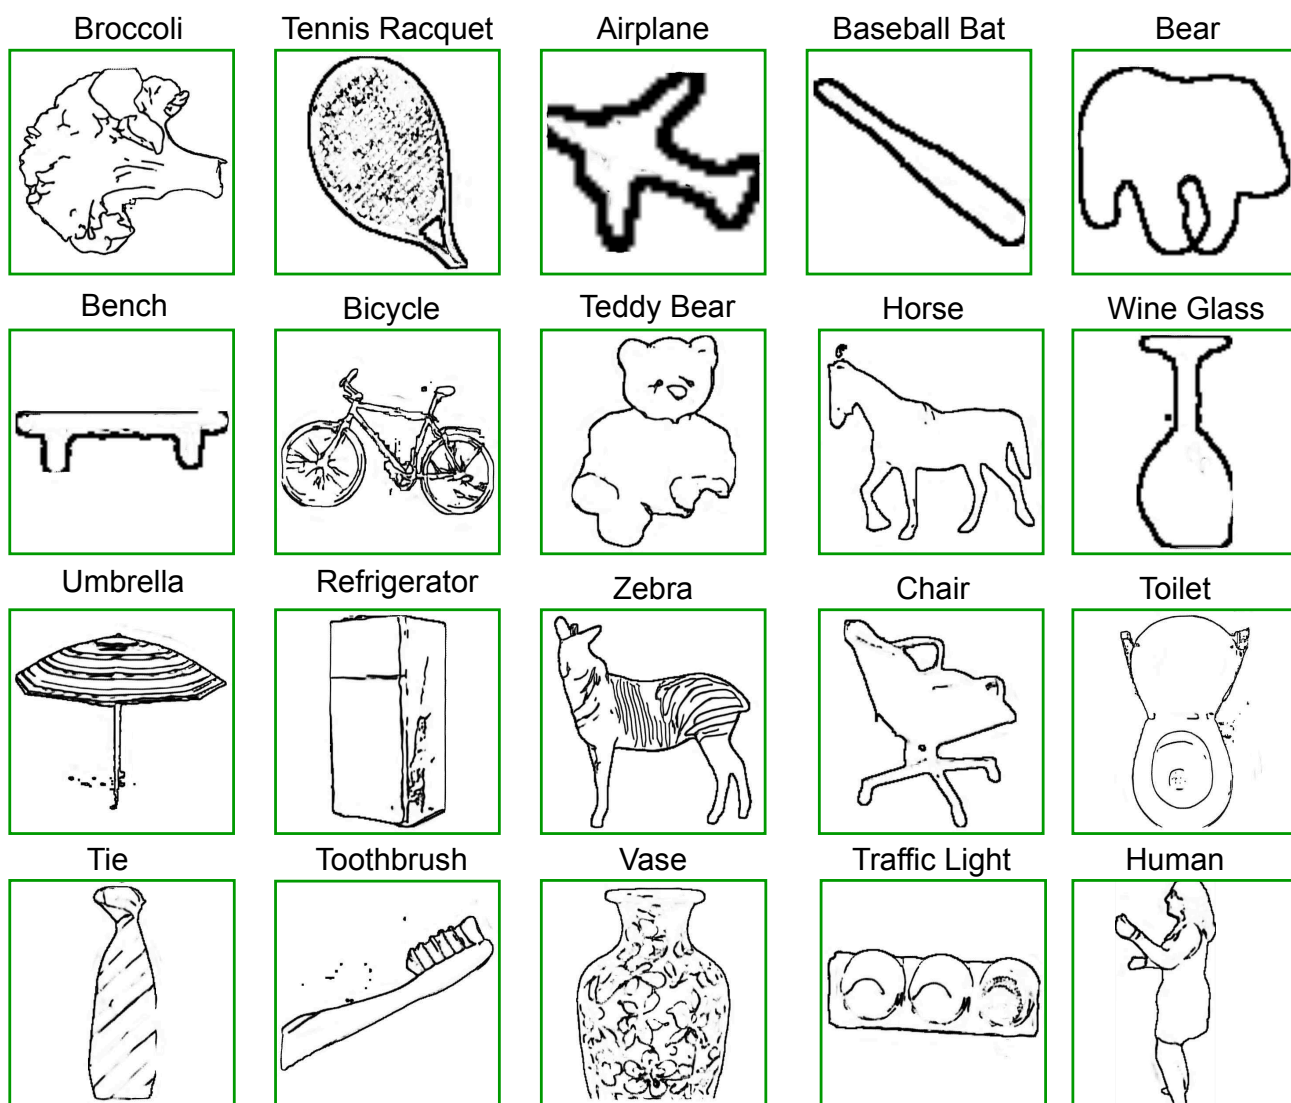 Broccoli
Tennis Racquet
Airplane
Baseball Bat
Bear
Bench
Bicycle
Teddy Bear
Horse
Wine Glass
Umbrella
Refrigerator
Zebra
Chair
Toilet
Tie
Toothbrush
Vase
Traffic Light
Human